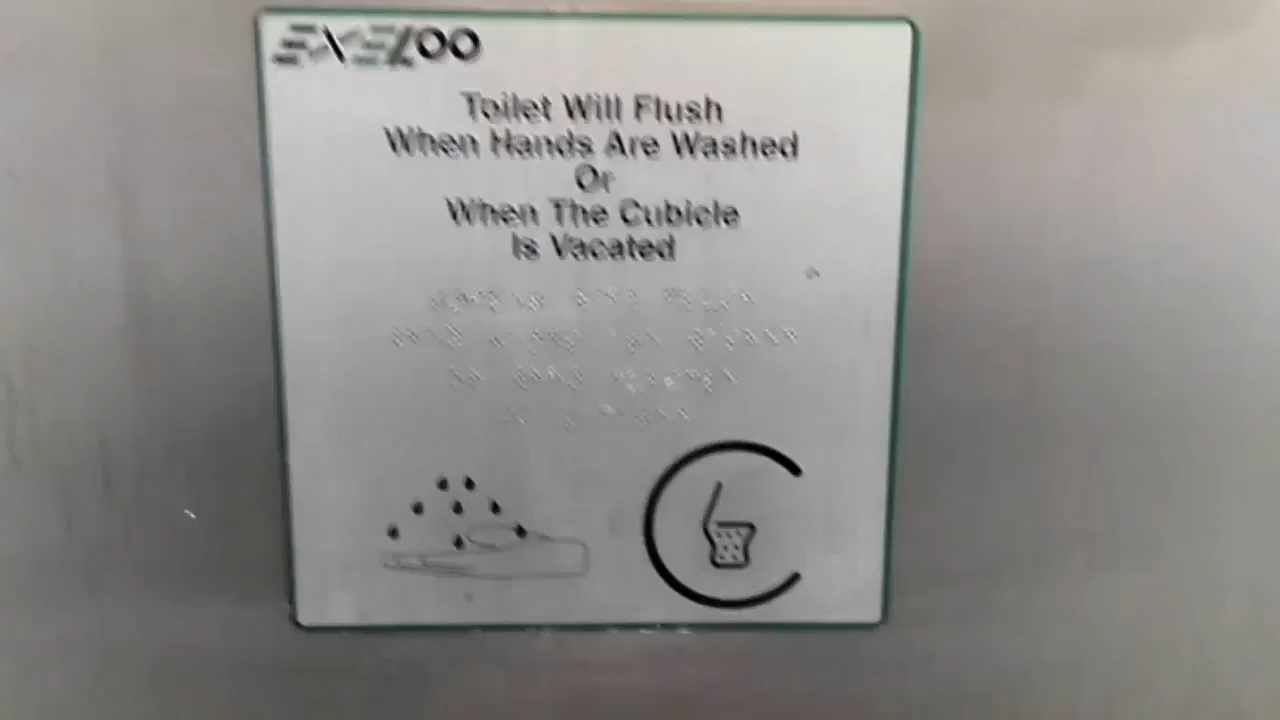 EXELOO
Toilet Will Flush
When Hands Are Washed
Or
When The Cubicle
Is Vacated